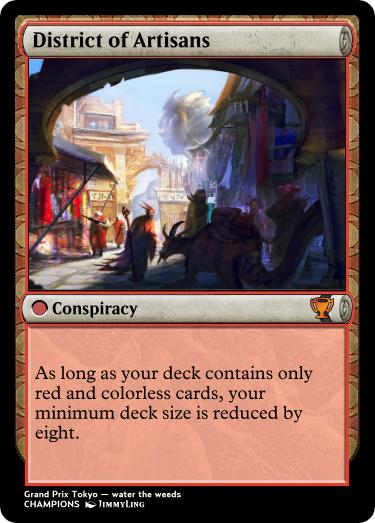 District of Artisans
Conspiracy
As long as your deck contains only
red and colorless cards, your
minimum deck size is reduced by
eight.
Grand Prix Tokyo — water the weeds
CHAMPIONS JIMMYLING